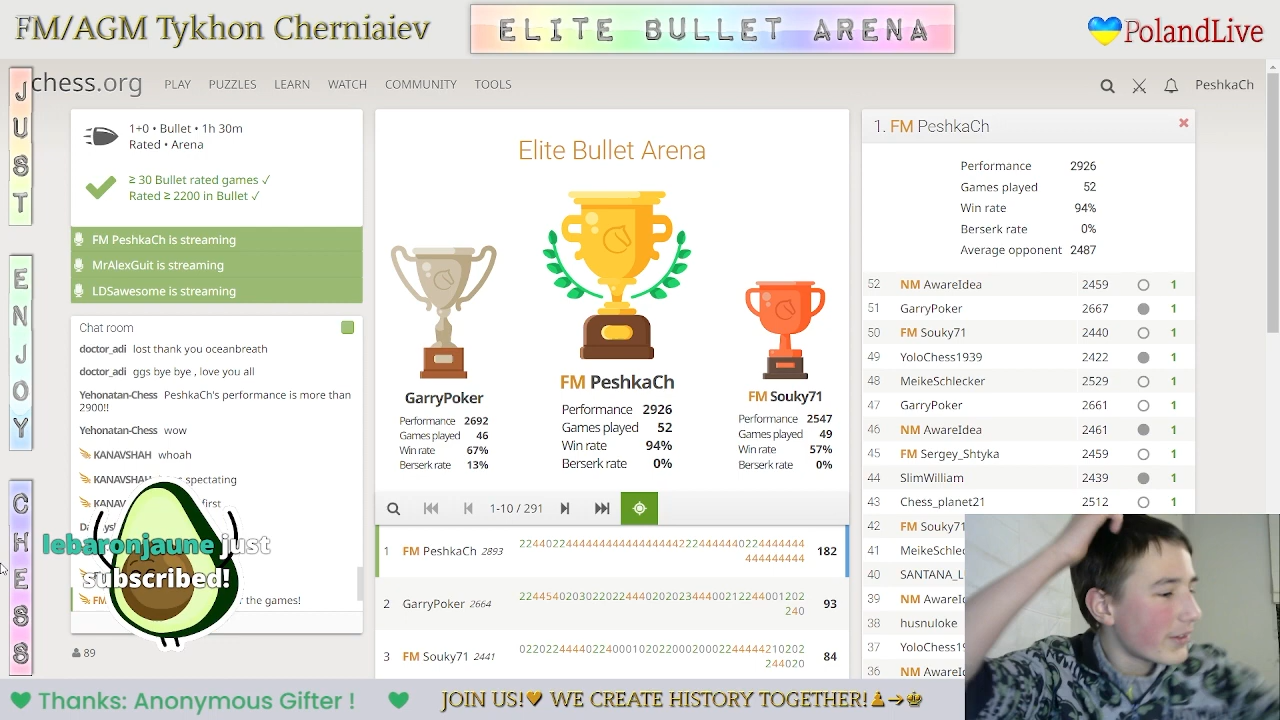 FM/AGM Tykhon Cherniaiev
ELITE BULLET ARENA
PolandLive
JUST
ENJOY
CHESS
chess.org
PLAY PUZZLES LEARN WATCH COMMUNITY TOOLS
PeshkaCh
1+0 • Bullet • 1h 30m
Rated • Arena
≥ 30 Bullet rated games ✓
Rated ≥ 2200 in Bullet ✓
FM PeshkaCh is streaming
MrAlexGuit is streaming
LDSawesome is streaming
Chat room
doctor_adi lost thank you oceanbreath
doctor_adi ggs bye bye , love you all
Yehonatan-Chess PeshkaCh's performance is more
than
2900!!
Yehonatan-Chess wow
KANAVSHAH whoah
KANAVSHAH spectating
KANAV first
lebaronjaune just
subscribed!
the games!
89
Elite Bullet Arena
GarryPoker
Performance 2692
Games played 46
Win rate 67%
Berserk rate 13%
FM PeshkaCh
Performance 2926
Games played 52
Win rate 94%
Berserk rate 0%
FM Souky71
Performance 2547
Games played 49
Win rate 57%
Berserk rate 0%
1-10 / 291
1 FM PeshkaCh 2893 182
2 GarryPoker 2664 93
3 FM Souky71 2441 84
1. FM PeshkaCh
Performance 2926
Games played 52
Win rate 94%
Berserk rate 0%
Average opponent 2487
52 NM AwareIdea 2459 1
51 GarryPoker 2667 1
50 FM Souky71 2440 1
49 YoloChess1939 2422 1
48 MeikeSchlecker 2529 1
47 GarryPoker 2661 1
46 NM AwareIdea 2461 1
45 FM Sergey_Shtyka 2459 1
44 SlimWilliam 2439 1
43 Chess_planet21 2512 1
42 FM Souky71
41 MeikeSchlec
40 SANTANA_L
39 NM AwareId
38 husnuloke
37 YoloChess19
36 NM AwareId
Thanks: Anonymous Gifter !
JOIN US! WE CREATE HISTORY TOGETHER!